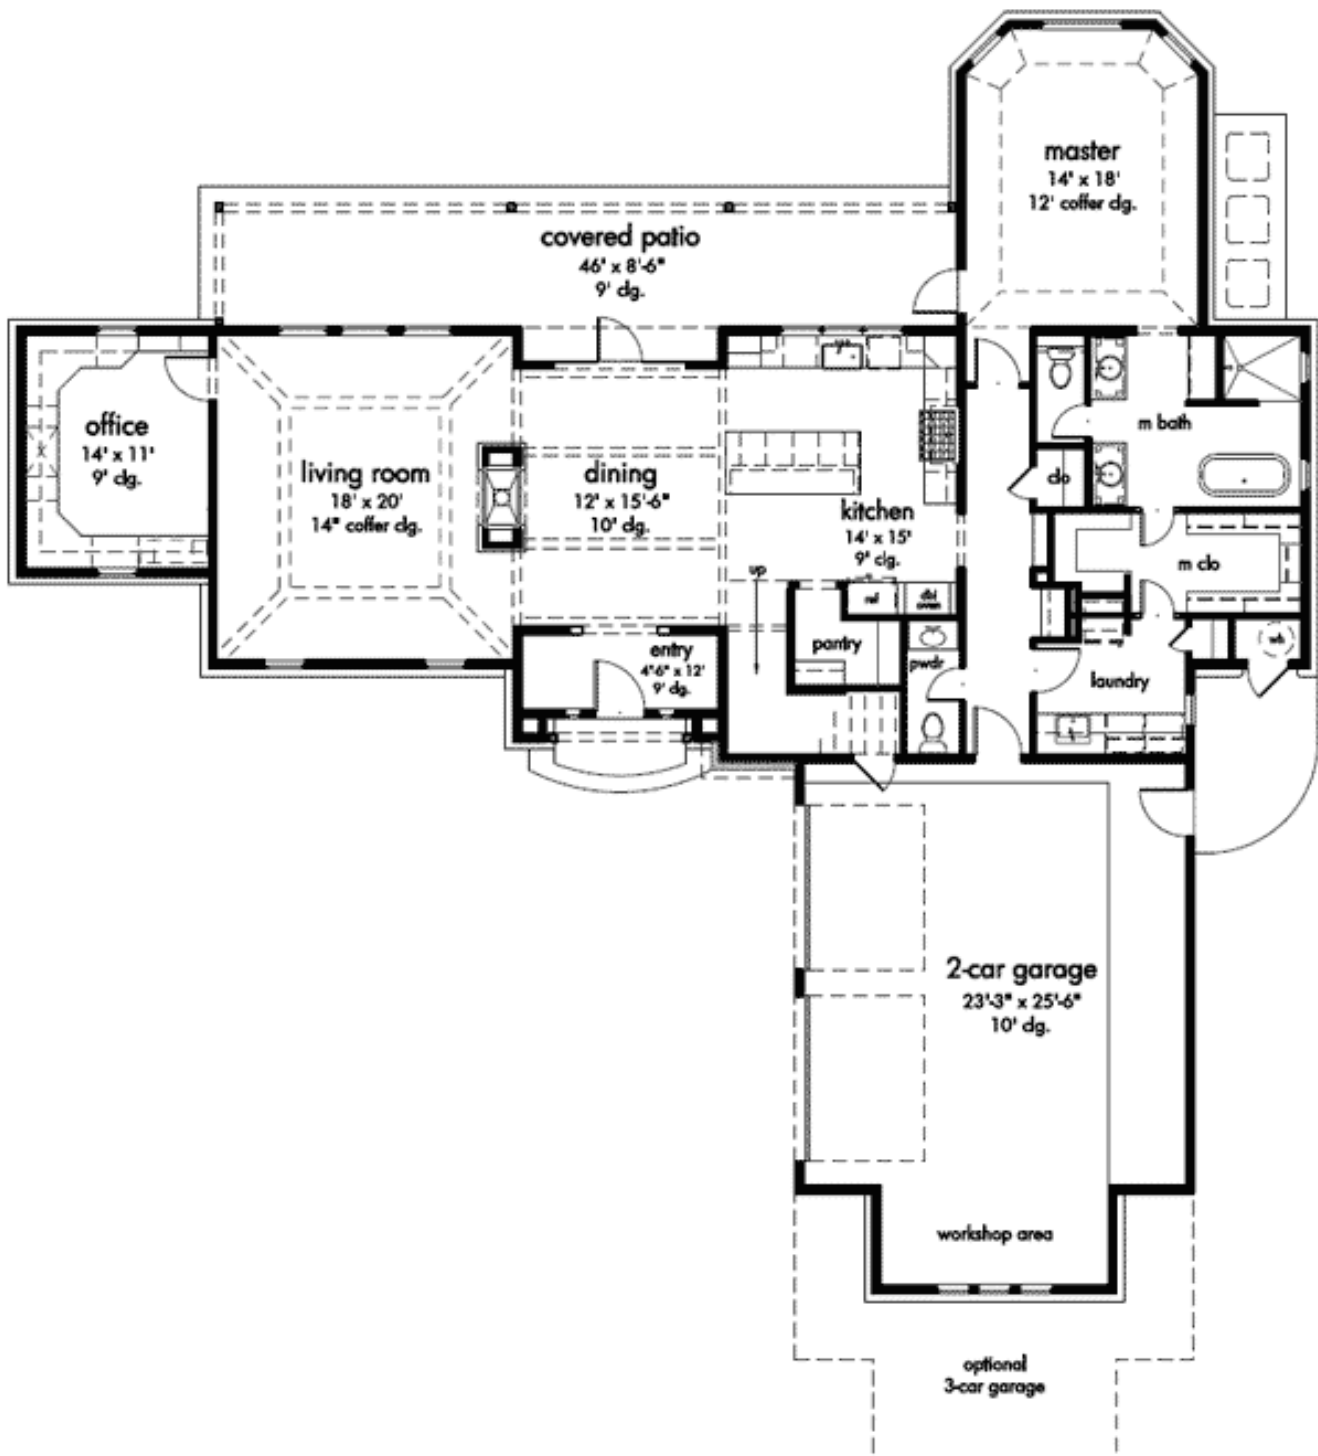 master
14' x 18'
12' coffer clg.
covered patio
46' x 8'-6"
9' clg.
office
14' x 11'
9' clg.
living room
18' x 20'
14" coffer clg.
dining
12' x 15'-6"
10' clg.
kitchen
14' x 15'
9' clg.
m bath
clo
m clo
up
ref
dbl
oven
pantry
entry
4'-6" x 12'
9' clg.
pwdr
laundry
wh
2-car garage
23'-3" x 25'-6"
10' clg.
workshop area
optional
3-car garage